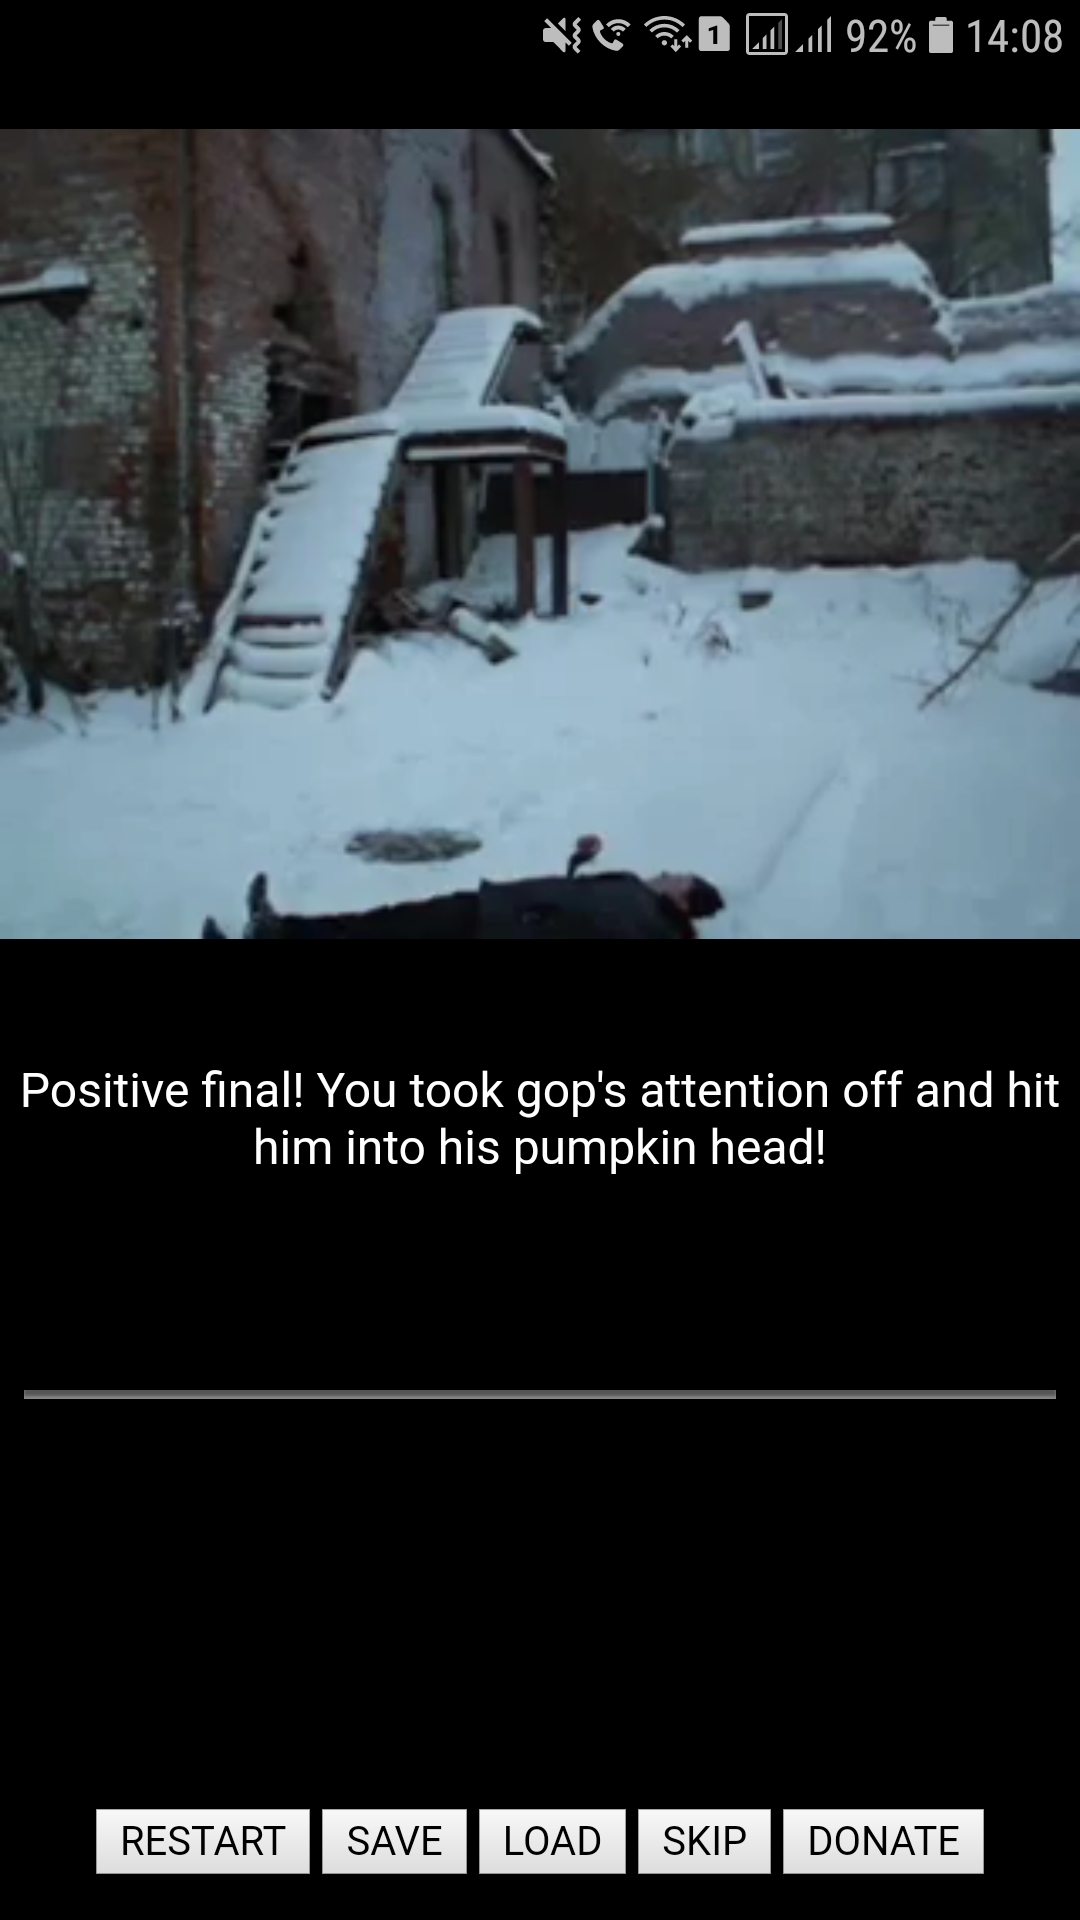 1 92% 14:08
Positive final! You took gop's attention off and hit
him into his pumpkin head!
RESTART SAVE LOAD SKIP DONATE